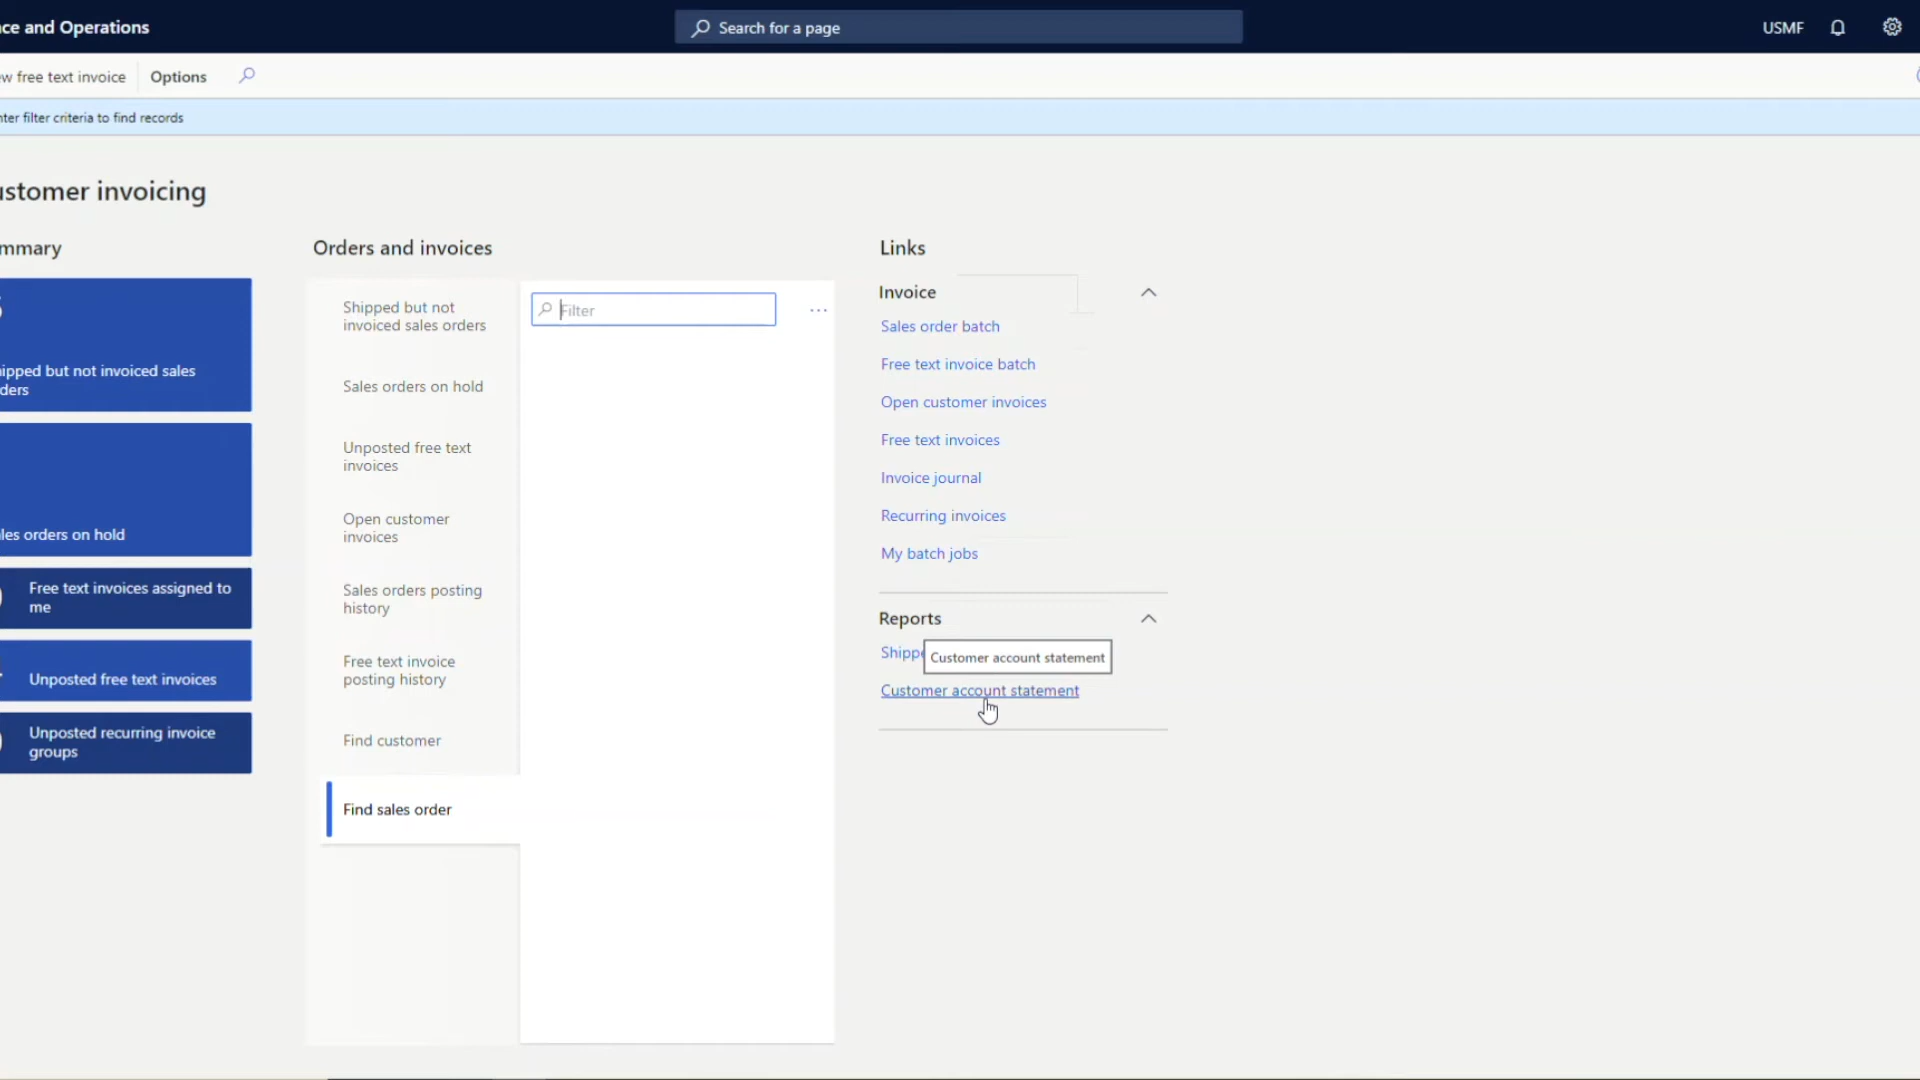 ce and Operations
Search for a page
USMF
w free text invoice
Options
nter filter criteria to find records
ustomer invoicing
mmary
hipped but not invoiced sales
ders
les orders on hold
Free text invoices assigned to
me
Unposted free text invoices
Unposted recurring invoice
groups
Orders and invoices
Shipped but not
invoiced sales orders
Sales orders on hold
Unposted free text
invoices
Open customer
invoices
Sales orders posting
history
Free text invoice
posting history
Find customer
Find sales order
Filter
Links
Invoice
Sales order batch
Free text invoice batch
Open customer invoices
Free text invoices
Invoice journal
Recurring invoices
My batch jobs
Reports
Shippe
Customer account statement
Customer account statement